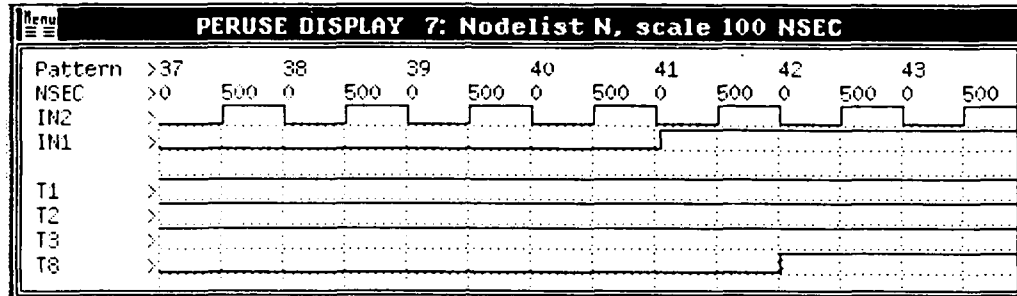 Menu
PERUSE DISPLAY 7: Nodelist N, scale 100 NSEC
Pattern >37 38 39 40 41 42 43
NSEC >0 500 0 500 0 500 0 500 0 500 0 500 0 500
IN2 >
IN1 >
T1 >
T2 >
T3 >
T8 >